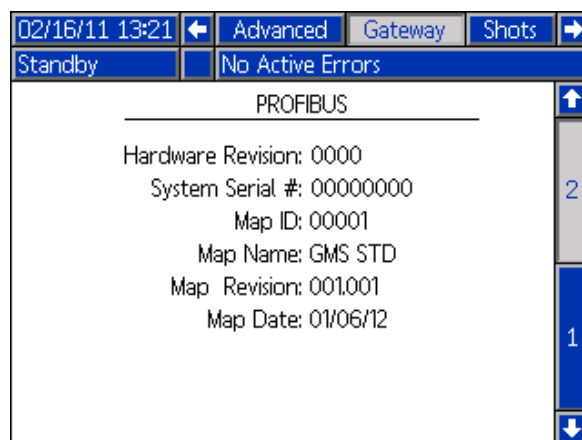 02/16/11 13:21 Advanced Gateway Shots
Standby No Active Errors
PROFIBUS
Hardware Revision: 0000
System Serial #: 00000000
2
Map ID: 00001
Map Name: GMS STD
Map Revision: 001.001
Map Date: 01/06/12
1